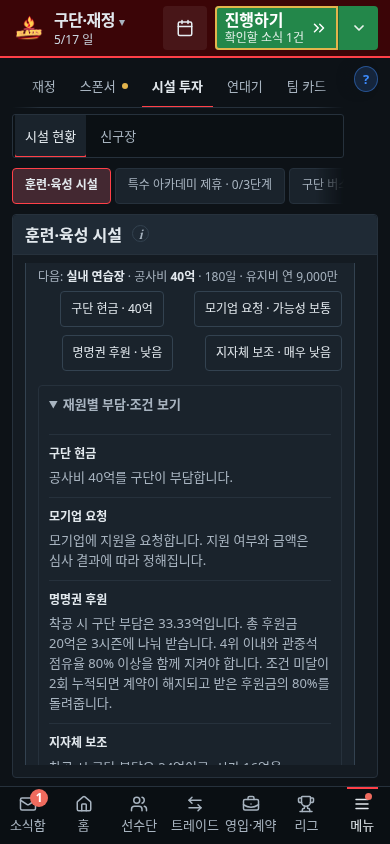 구단·재정 ▾
5/17 일
진행하기
확인할 소식 1건
재정 스폰서 시설 투자 연대기 팀 카드 ?
시설 현황 신구장
훈련·육성 시설 특수 아카데미 제휴 · 0/3단계 구단 버
훈련·육성 시설 i
다음: 실내 연습장 · 공사비 40억 · 180일 · 유지비 연 9,000만
구단 현금 · 40억 모기업 요청 · 가능성 보통
명명권 후원 · 낮음 지자체 보조 · 매우 낮음
▼ 재원별 부담·조건 보기
구단 현금
공사비 40억를 구단이 부담합니다.
모기업 요청
모기업에 지원을 요청합니다. 지원 여부와 금액은
심사 결과에 따라 정해집니다.
명명권 후원
착공 시 구단 부담은 33.33억입니다. 총 후원금
20억은 3시즌에 나눠 받습니다. 4위 이내와 관중석
점유율 80% 이상을 함께 지켜야 합니다. 조건 미달이
2회 누적되면 계약이 해지되고 받은 후원금의 80%를
돌려줍니다.
지자체 보조
1
소식함 홈 선수단 트레이드 영입·계약 리그 메뉴